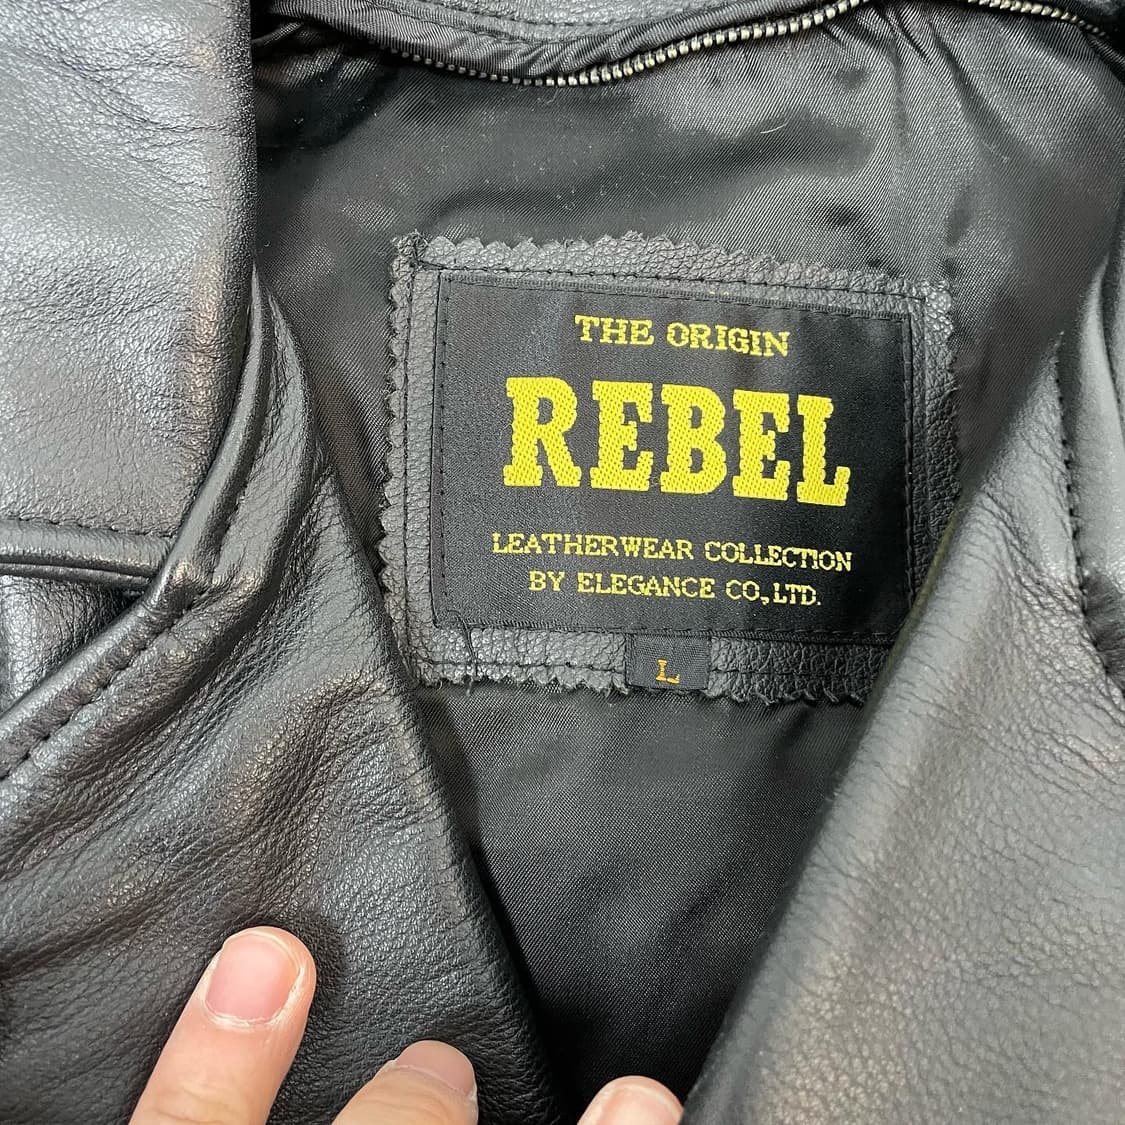 THE ORIGIN
REBEL
LEATHERWEAR COLLECTION
BY ELEGANCE CO,LTD.
L